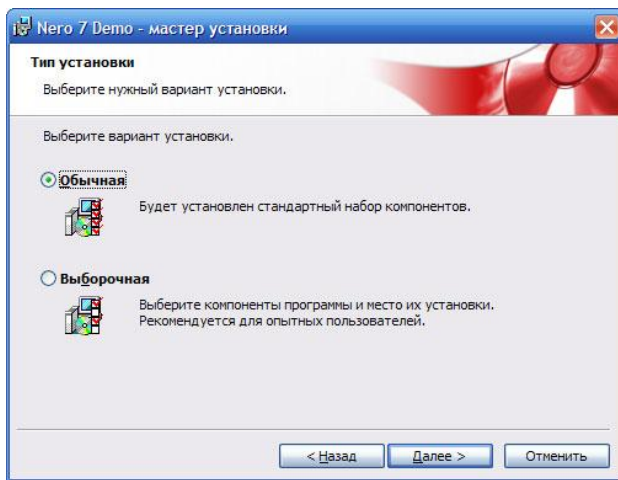 Nero 7 Demo - мастер установки
Тип установки
Выберите нужный вариант установки.
Выберите вариант установки.
Обычная
Будет установлен стандартный набор компонентов.
Выборочная
Выберите компоненты программы и место их установки.
Рекомендуется для опытных пользователей.
< Назад
Далее >
Отменить